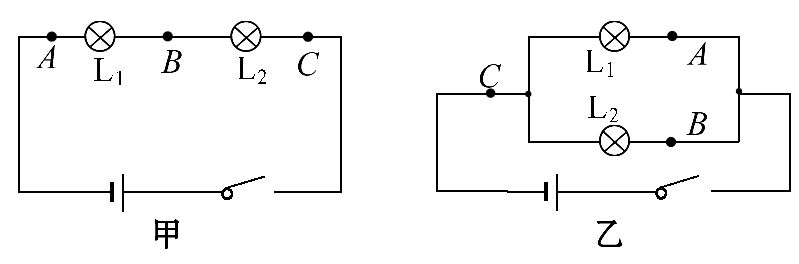 A L₁ B L₂ C
甲
C L₁ A
L₂ B
乙